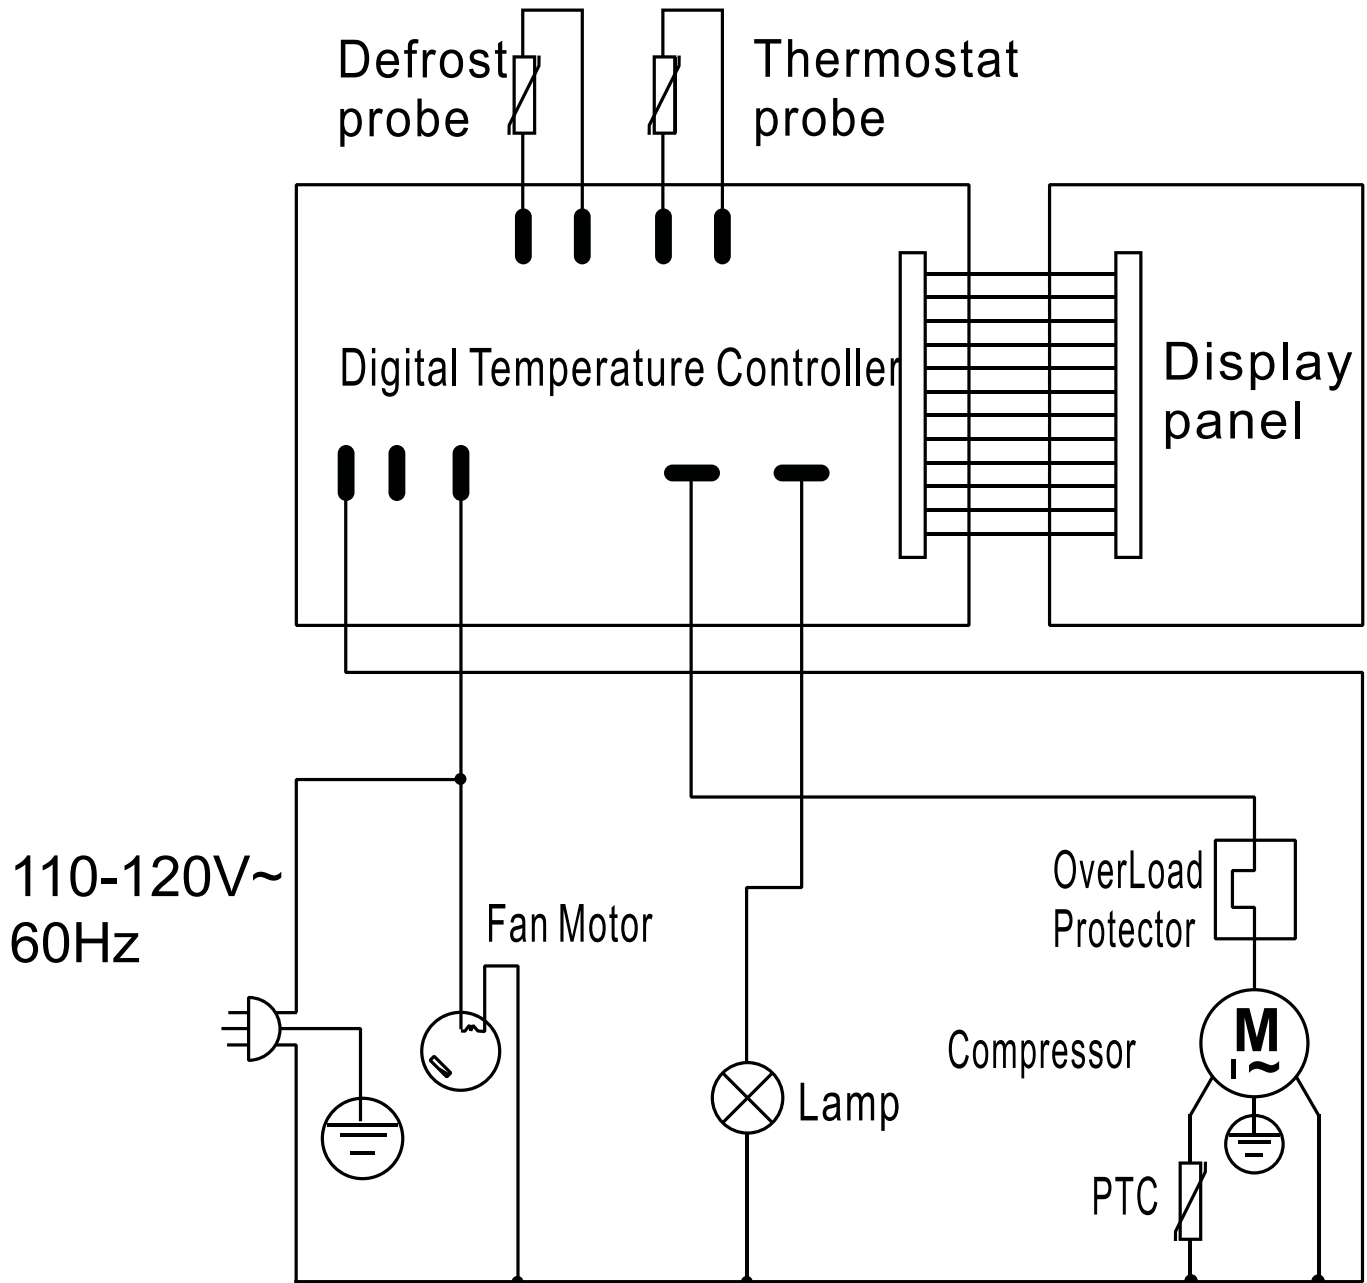 Defrost
probe
Thermostat
probe
Digital Temperature Controller
Display
panel
110-120V~
60Hz
Fan Motor
OverLoad
Protector
M
I~
Compressor
Lamp
PTC